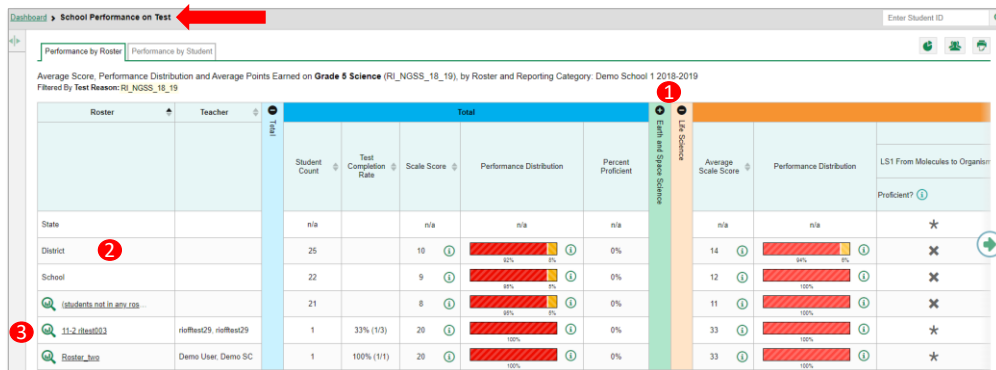 Dashboard > School Performance on Test
Enter Student ID
Performance by Roster Performance by Student
Average Score, Performance Distribution and Average Points Earned on Grade 5 Science (RI_NGSS_18_19), by Roster and Reporting Category: Demo School 1 2018-2019
Filtered By Test Reason: RI_NGSS_18_19
1
Roster Teacher Total Total Earth and Space Science Life Science
Student Count Test Completion Rate Scale Score Performance Distribution Percent Proficient Average Scale Score Performance Distribution LS1 From Molecules to Organism
Proficient?
State n/a n/a n/a n/a n/a n/a *
2
District 25 10 92% 8% 0% 14 94% 6%
School 22 9 0% 12 100%
(students not in any ros... 21 8 0% 11 100%
3
11-2 ritest003 riofftest29, riofftest29 1 33% (1/3) 20 100% 0% 33 100% *
Roster_two Demo User, Demo SC 1 100% (1/1) 20 100% 0% 33 100% *